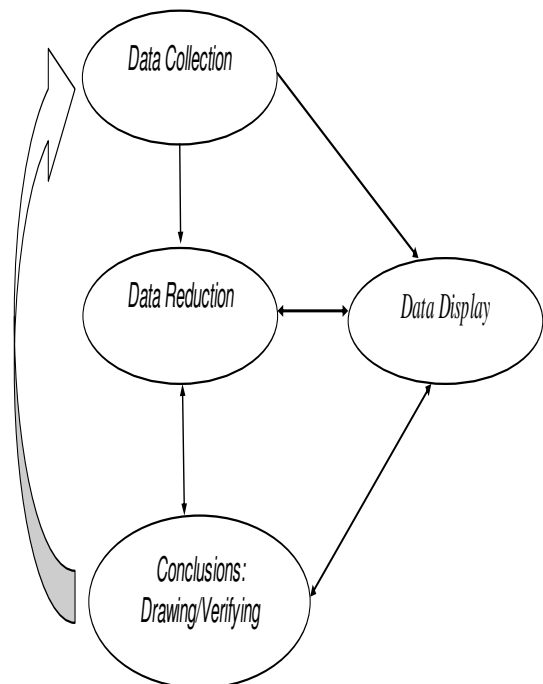 Data Collection
Data Reduction
Data Display
Conclusions:
Drawing/Verifying